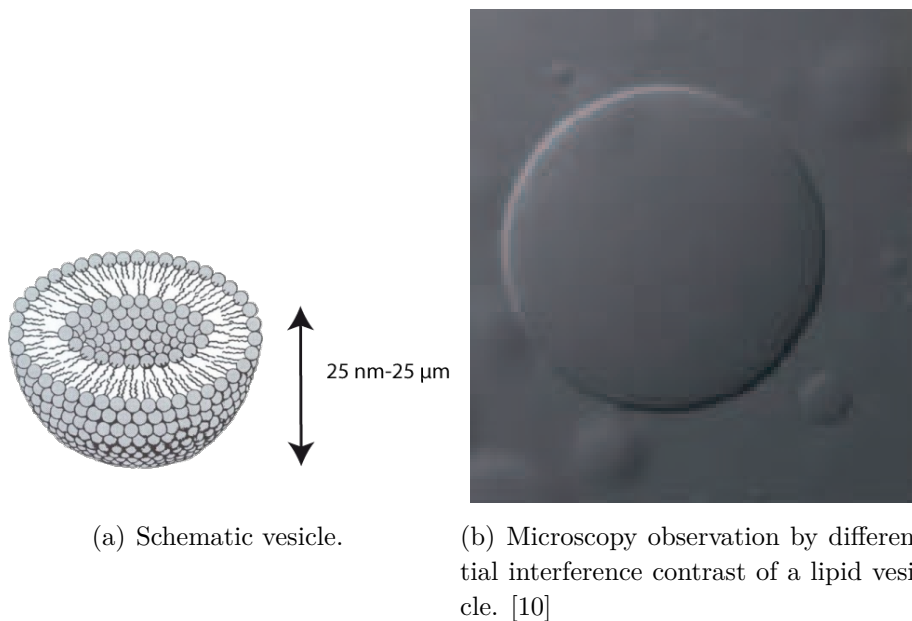 25 nm-25 μm
(a) Schematic vesicle.
(b) Microscopy observation by differen-
tial interference contrast of a lipid vesi-
cle. [10]